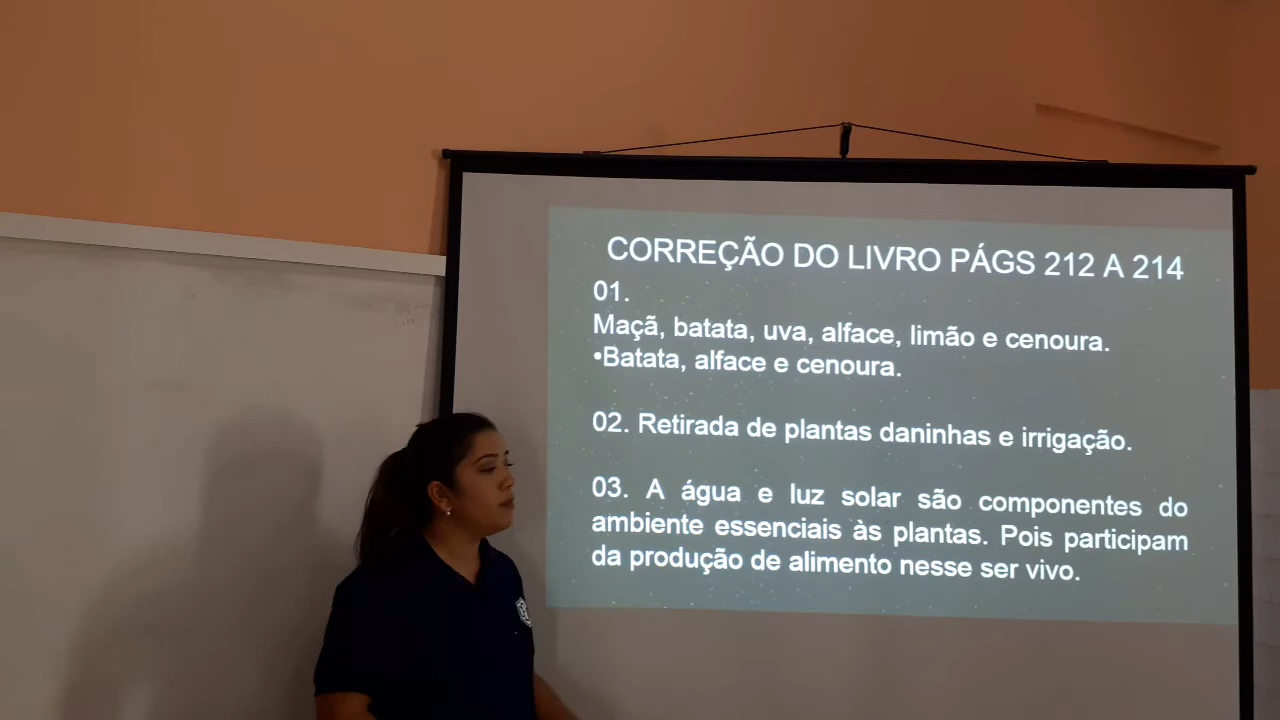 CORREÇÃO DO LIVRO PÁGS 212 A 214
01.
Maçã, batata, uva, alface, limão e cenoura.
•Batata, alface e cenoura.
02. Retirada de plantas daninhas e irrigação.
03. A água e luz solar são componentes do
ambiente essenciais às plantas. Pois participam
da produção de alimento nesse ser vivo.